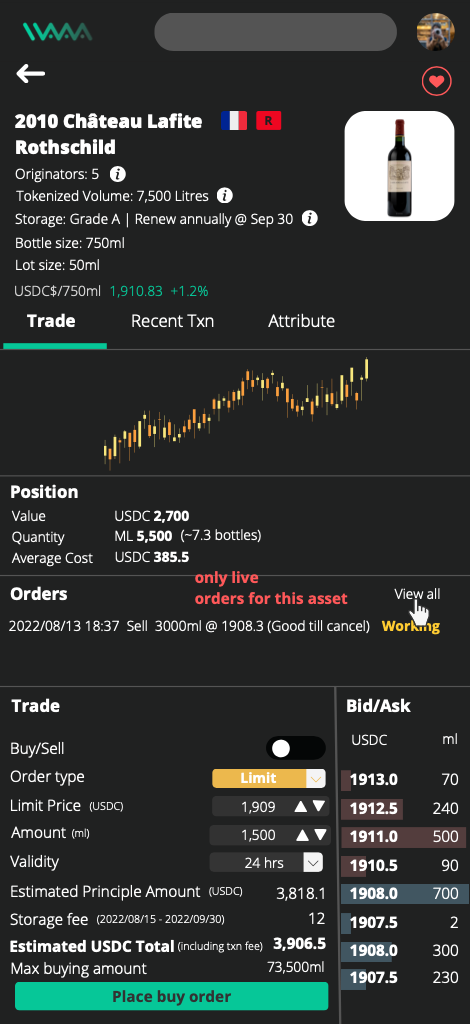 2010 Château Lafite
Rothschild
R
Originators: 5 i
Tokenized Volume: 7,500 Litres i
Storage: Grade A | Renew annually @ Sep 30 i
Bottle size: 750ml
Lot size: 50ml
USDC$/750ml 1,910.83 +1.2%
Trade Recent Txn Attribute
Position
Value USDC 2,700
Quantity ML 5,500 (~7.3 bottles)
Average Cost USDC 385.5
only live
orders for this asset
Orders View all
2022/08/13 18:37 Sell 3000ml @ 1908.3 (Good till cancel) Working
Trade
Buy/Sell
Order type Limit
Limit Price (USDC) 1,909
Amount (ml) 1,500
Validity 24 hrs
Estimated Principle Amount (USDC) 3,818.1
Storage fee (2022/08/15 - 2022/09/30) 12
Estimated USDC Total (including txn fee) 3,906.5
Max buying amount 73,500ml
Place buy order
Bid/Ask
USDC ml
1913.0 70
1912.5 240
1911.0 500
1910.5 90
1908.0 700
1907.5 2
1908.0 300
1907.5 230